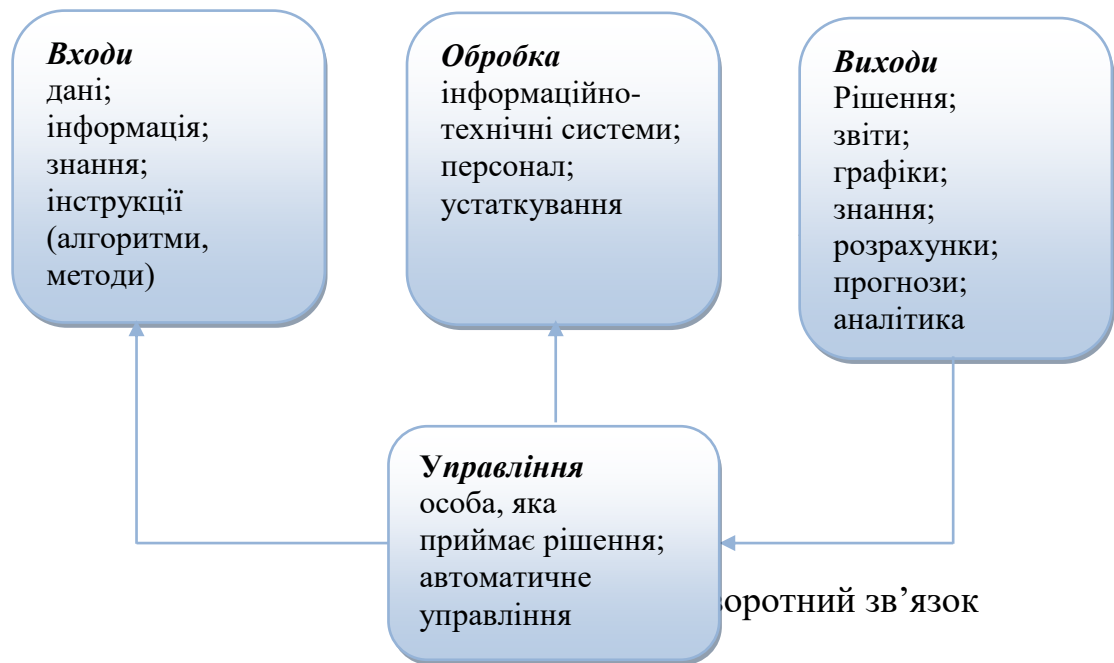 Входи
дані;
інформація;
знання;
інструкції
(алгоритми,
методи)
Обробка
інформаційно-
технічні системи;
персонал;
устаткування
Виходи
Рішення;
звіти;
графіки;
знання;
розрахунки;
прогнози;
аналітика
Управління
особа, яка
приймає рішення;
автоматичне
управління
зв’язок